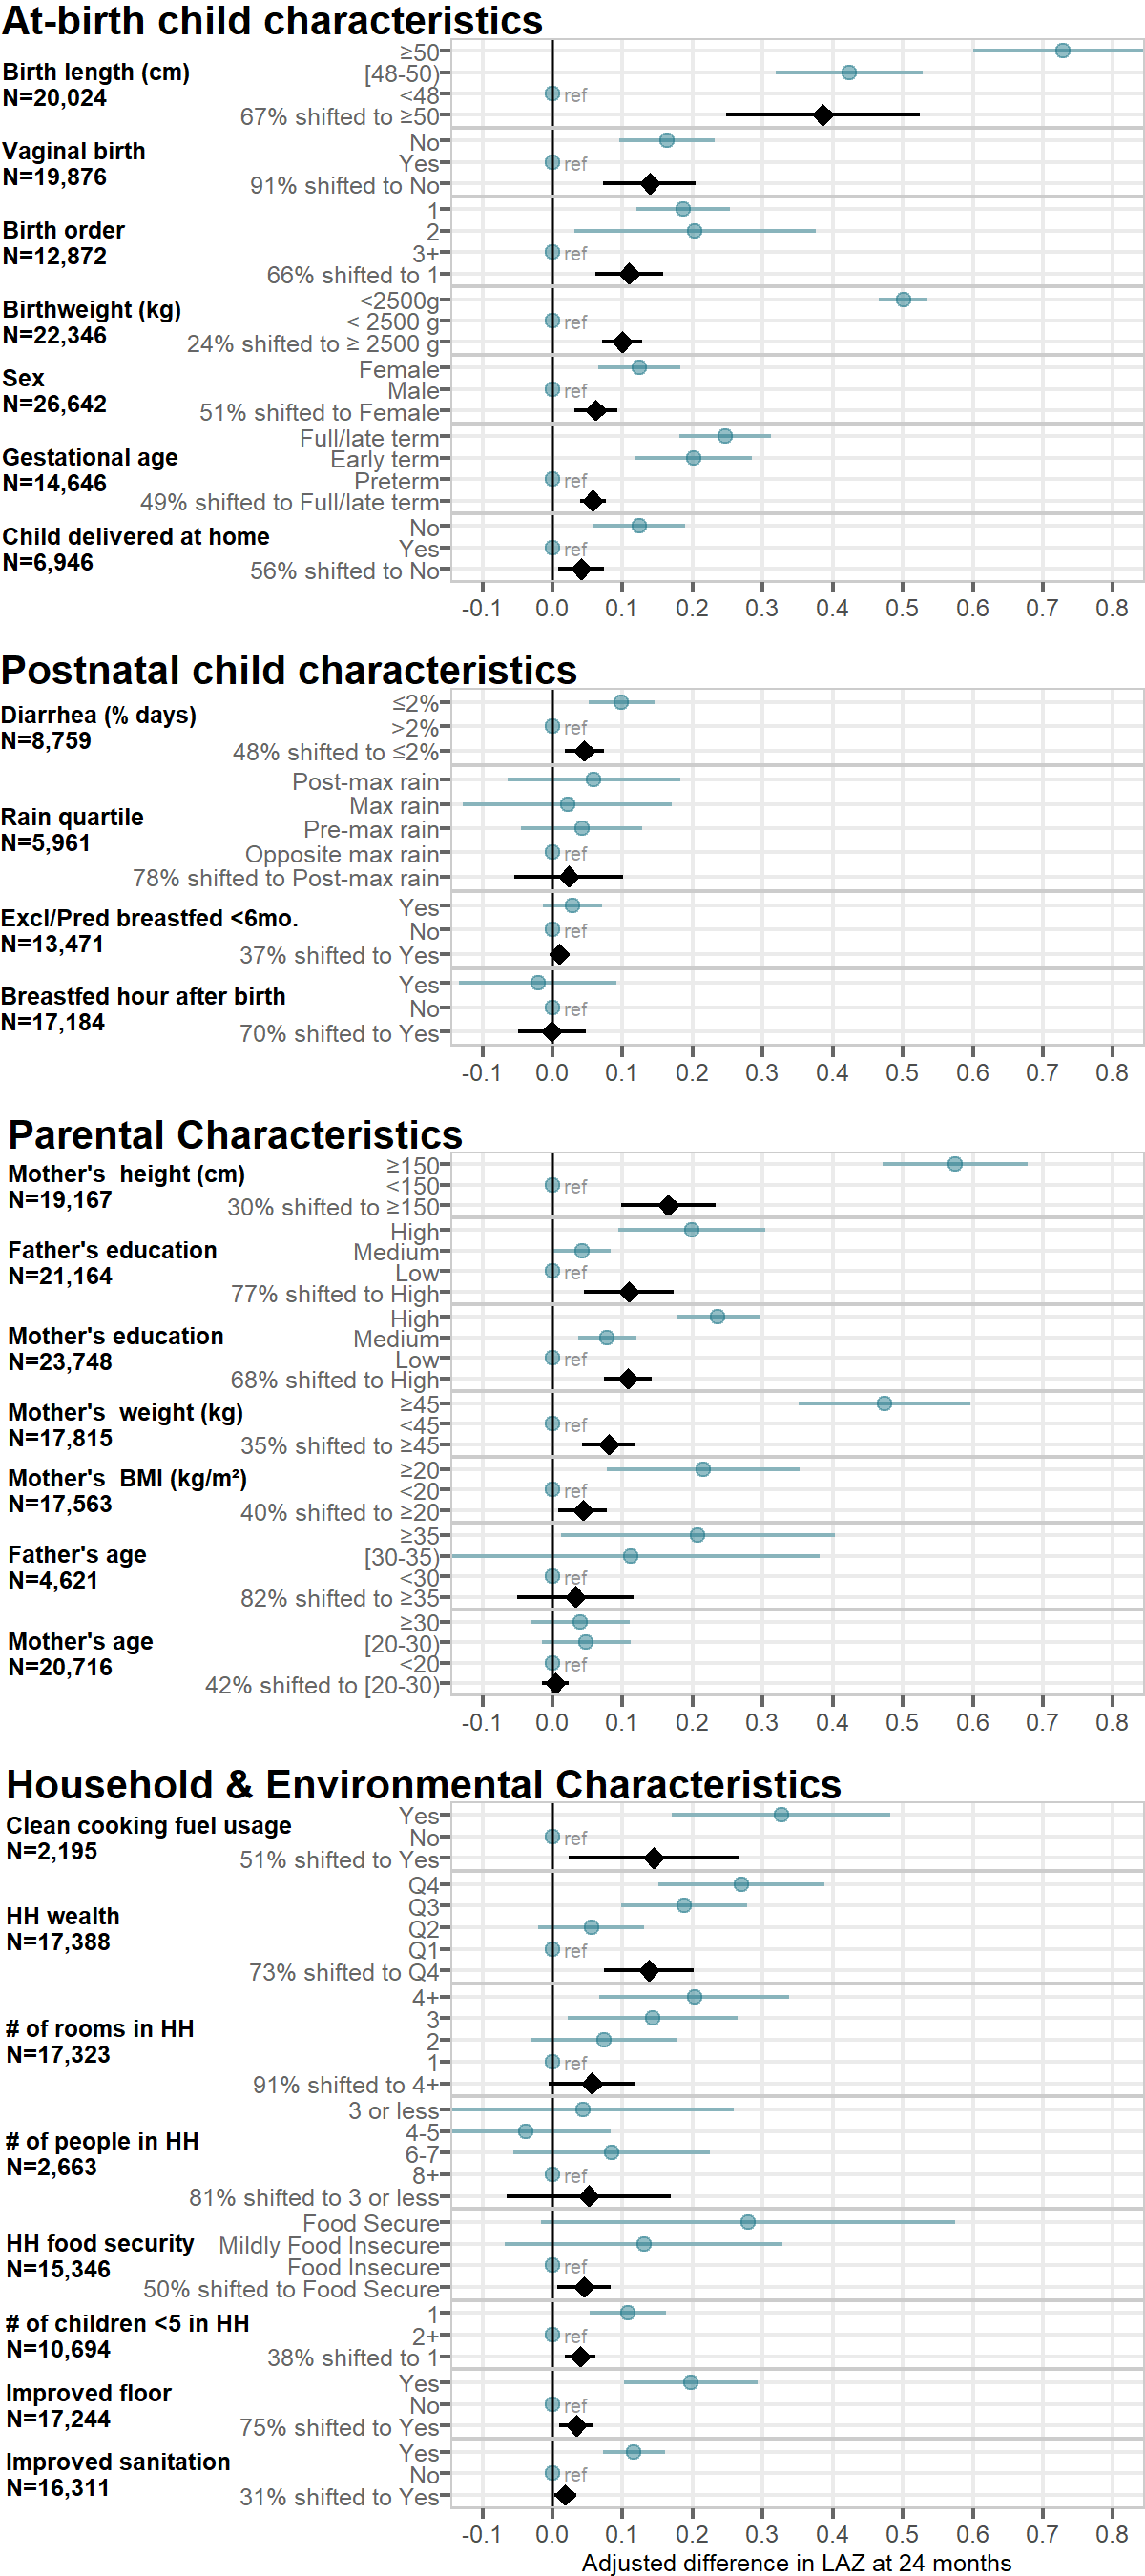 At-birth child characteristics
Birth length (cm)
N=20,024
≥50
[48-50)
<48
ref
67% shifted to ≥50
Vaginal birth
N=19,876
No
Yes
ref
91% shifted to No
Birth order
N=12,872
1
2
3+
ref
66% shifted to 1
Birthweight (kg)
N=22,346
<2500g
< 2500 g
ref
24% shifted to ≥ 2500 g
Sex
N=26,642
Female
Male
ref
51% shifted to Female
Gestational age
N=14,646
Full/late term
Early term
Preterm
ref
49% shifted to Full/late term
Child delivered at home
N=6,946
No
Yes
ref
56% shifted to No
-0.1 0.0 0.1 0.2 0.3 0.4 0.5 0.6 0.7 0.8
Postnatal child characteristics
Diarrhea (% days)
N=8,759
≤2%
>2%
ref
48% shifted to ≤2%
Rain quartile
N=5,961
Post-max rain
Max rain
Pre-max rain
Opposite max rain
ref
78% shifted to Post-max rain
Excl/Pred breastfed <6mo.
N=13,471
Yes
No
ref
37% shifted to Yes
Breastfed hour after birth
N=17,184
Yes
No
ref
70% shifted to Yes
-0.1 0.0 0.1 0.2 0.3 0.4 0.5 0.6 0.7 0.8
Parental Characteristics
Mother's  height (cm)
N=19,167
≥150
<150
ref
30% shifted to ≥150
Father's education
N=21,164
High
Medium
Low
ref
77% shifted to High
Mother's education
N=23,748
High
Medium
Low
ref
68% shifted to High
Mother's  weight (kg)
N=17,815
≥45
<45
ref
35% shifted to ≥45
Mother's  BMI (kg/m²)
N=17,563
≥20
<20
ref
40% shifted to ≥20
Father's age
N=4,621
≥35
[30-35)
<30
ref
82% shifted to ≥35
Mother's age
N=20,716
≥30
[20-30)
<20
ref
42% shifted to [20-30)
-0.1 0.0 0.1 0.2 0.3 0.4 0.5 0.6 0.7 0.8
Household & Environmental Characteristics
Clean cooking fuel usage
N=2,195
Yes
No
ref
51% shifted to Yes
HH wealth
N=17,388
Q4
Q3
Q2
Q1
ref
73% shifted to Q4
# of rooms in HH
N=17,323
4+
3
2
1
ref
91% shifted to 4+
# of people in HH
N=2,663
3 or less
4-5
6-7
8+
ref
81% shifted to 3 or less
HH food security
N=15,346
Food Secure
Mildly Food Insecure
Food Insecure
ref
50% shifted to Food Secure
# of children <5 in HH
N=10,694
1
2+
ref
38% shifted to 1
Improved floor
N=17,244
Yes
No
ref
75% shifted to Yes
Improved sanitation
N=16,311
Yes
No
ref
31% shifted to Yes
-0.1 0.0 0.1 0.2 0.3 0.4 0.5 0.6 0.7 0.8
Adjusted difference in LAZ at 24 months